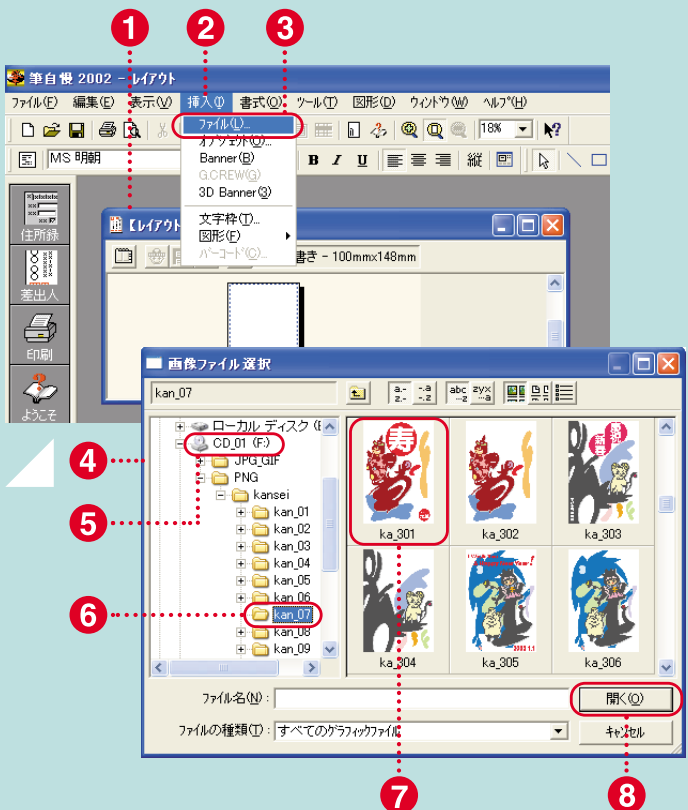 1 2 3
筆自慢 2002 - レイアウト
ファイル(F) 編集(E) 表示(V) 挿入(I) 書式(O) ツール(T) 図形(D) ウィンドウ(W) ヘルプ(H)
ファイル(L)...
18%
オブジェクト(O)...
MS 明朝
B I U
縦
Banner(B)
G.CREW(G)
3D Banner(3)
文字枠(T)...
図形(F)
バーコード(C)...
住所録
差出人
印刷
ようこそ
【レイアウト
書き - 100mmx148mm
画像ファイル選択
kan_07
ローカル ディスク (E
CD_01 (F:)
JPG_GIF
PNG
kansei
kan_01
kan_02
kan_03
kan_04
kan_05
kan_06
kan_07
kan_08
kan_09
寿
ka_301
ka_302
ka_303
ka_304
ka_305
ka_306
2002 1.1
4
5
6
ファイル名(N):
開く(O)
ファイルの種類(T): すべてのグラフィックファイル
キャンセル
7
8